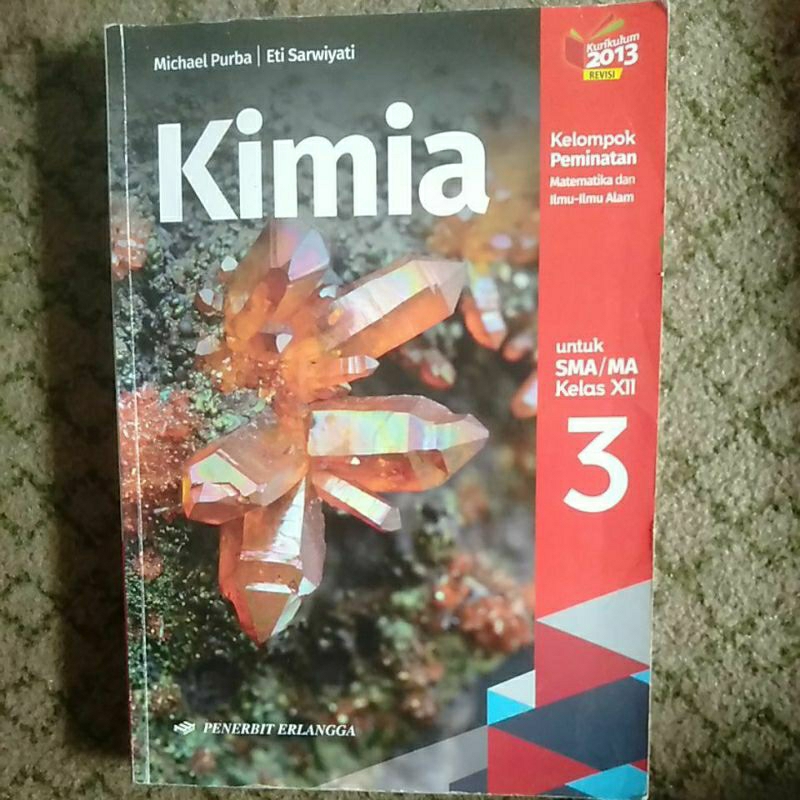 Michael Purba | Eti Sarwiyati
Kimia
Kurikulum
2013
REVISI
Kelompok
Peminatan
Matematika dan
Ilmu-Ilmu Alam
untuk
SMA/MA
Kelas XII
3
PENERBIT ERLANGGA